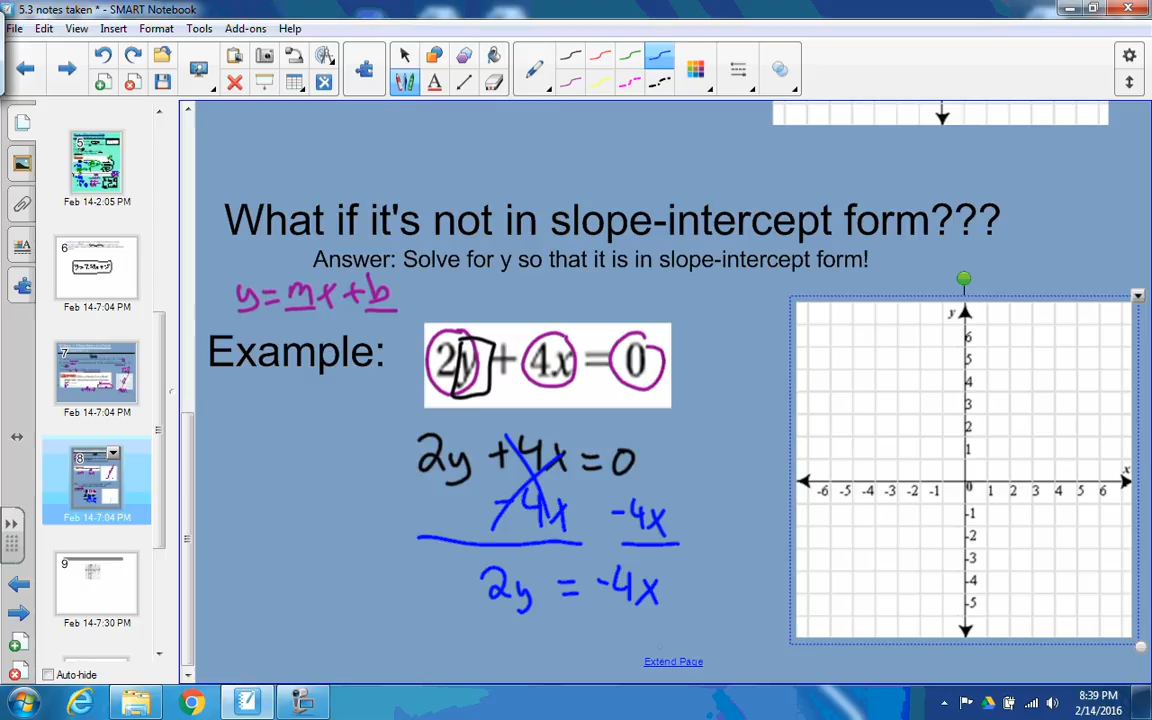 5.3 notes taken * - SMART Notebook
File Edit View Insert Format Tools Add-ons Help
5
Feb 14-2:05 PM
6
Feb 14-7:04 PM
7
Feb 14-7:04 PM
8
Feb 14-7:04 PM
9
Feb 14-7:30 PM
Auto-hide
What if it's not in slope-intercept form???
Answer: Solve for y so that it is in slope-intercept form!
y=mx+b
Example:
2y+4x=0
2y+4x=0
-4x -4x
2y = -4x
y
6
5
4
3
2
1
x
-6 -5 -4 -3 -2 -1 0 1 2 3 4 5 6
-1
-2
-3
-4
-5
Extend Page
8:39 PM
2/14/2016